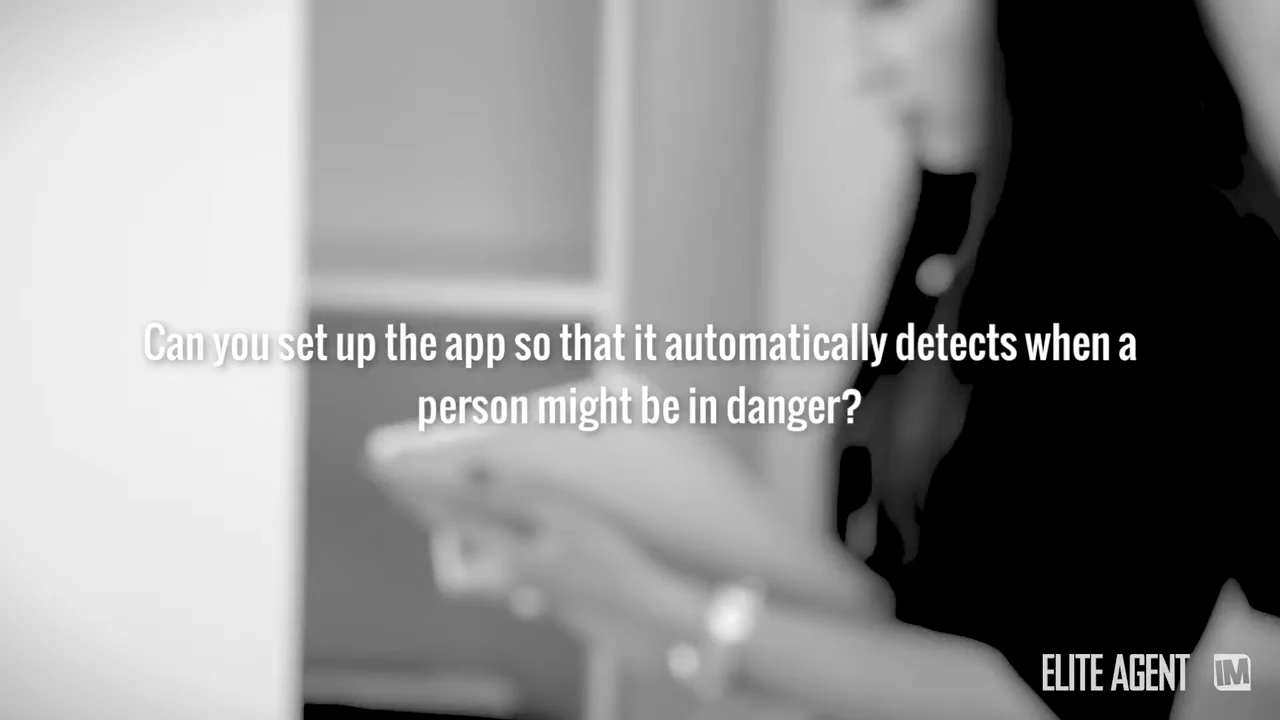 Can you set up the app so that it automatically detects when a
person might be in danger?
ELITE AGENT IM